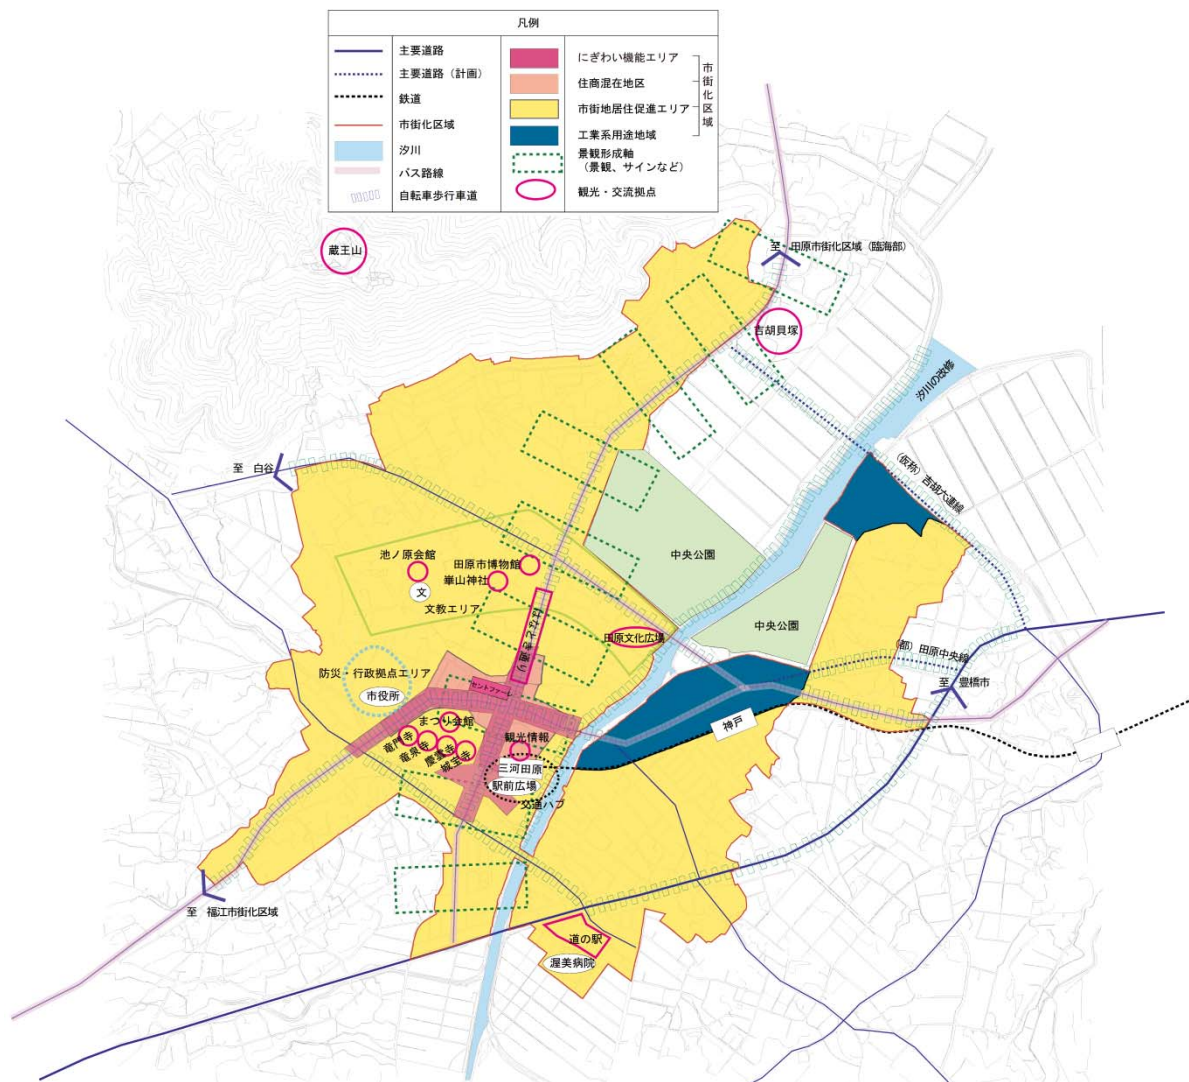 凡例
主要道路
主要道路（計画）
鉄道
市街化区域
汐川
バス路線
自転車歩行車道
にぎわい機能エリア
住商混在地区
市街地居住促進エリア
工業系用途地域
市街化区域
景観形成軸
（景観、サインなど）
観光・交流拠点
蔵王山
至　田原市街化区域（臨海部）
吉胡貝塚
汐川の改修
至　白谷
（仮称）吉胡六連線
中央公園
池ノ原会館
田原市博物館
崋山神社
文
文教エリア
中央公園
田原文化広場
（都）田原中央線
防災・行政拠点エリア
至　豊橋市
市役所
セントファーレ
まつり会館
神戸
竜門寺
竜泉寺
慶雲寺
城宝寺
観光情報
三河田原
駅前広場
交通ハブ
至　福江市街化区域
道の駅
渥美病院